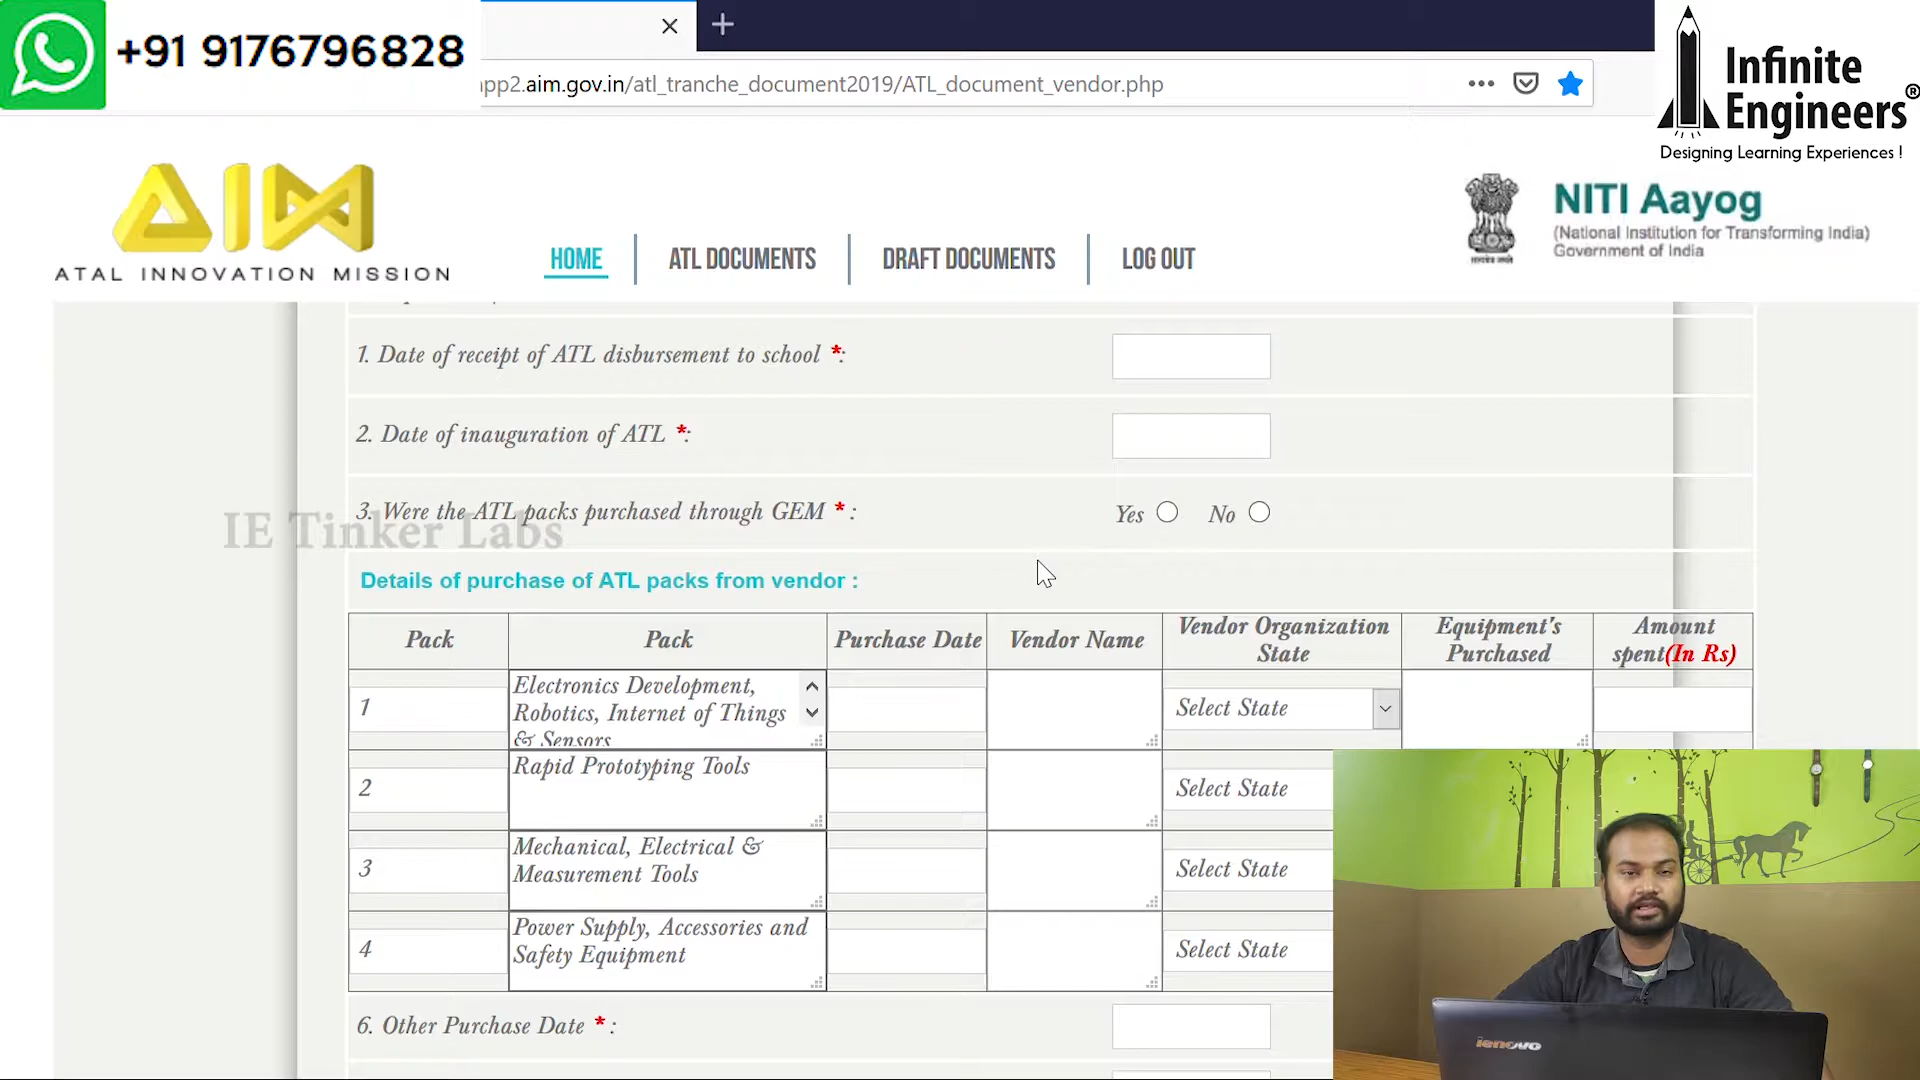 +91 9176796828
app2.aim.gov.in/atl_tranche_document2019/ATL_document_vendor.php
Infinite
Engineers®
Designing Learning Experiences !
ATAL INNOVATION MISSION
HOME
ATL DOCUMENTS
DRAFT DOCUMENTS
LOG OUT
NITI Aayog
(National Institution for Transforming India)
Government of India
1. Date of receipt of ATL disbursement to school *:
2. Date of inauguration of ATL *:
3. Were the ATL packs purchased through GEM * :
Yes No
IE Tinker Labs
Details of purchase of ATL packs from vendor :
Pack Pack Purchase Date Vendor Name Vendor Organization State Equipment's Purchased Amount spent(In Rs)
1
Electronics Development,
Robotics, Internet of Things
& Sensors
Select State
2
Rapid Prototyping Tools
Select State
3
Mechanical, Electrical &
Measurement Tools
Select State
4
Power Supply, Accessories and
Safety Equipment
Select State
6. Other Purchase Date * :
lenovo